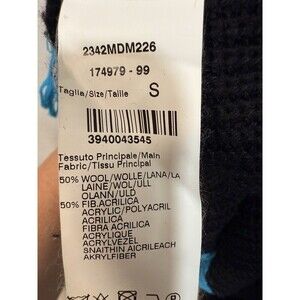 2342MDM226
174979 - 99
Taglia/Size/Taille S
3940043545
Tessuto Principale/Main
Fabric/Tissu Principal
50% WOOL/WOLLE/LANA/LA
LAINE/WOL/ULL
OLANN/ULD
50% FIB.ACRILICA
ACRYLIC/POLYACRIL
ACRILICA
FIBRA ACRILICA
ACRYLIQUE
ACRYLVEZEL
SNAITHIN AICRILEACH
AKRYLFIBER